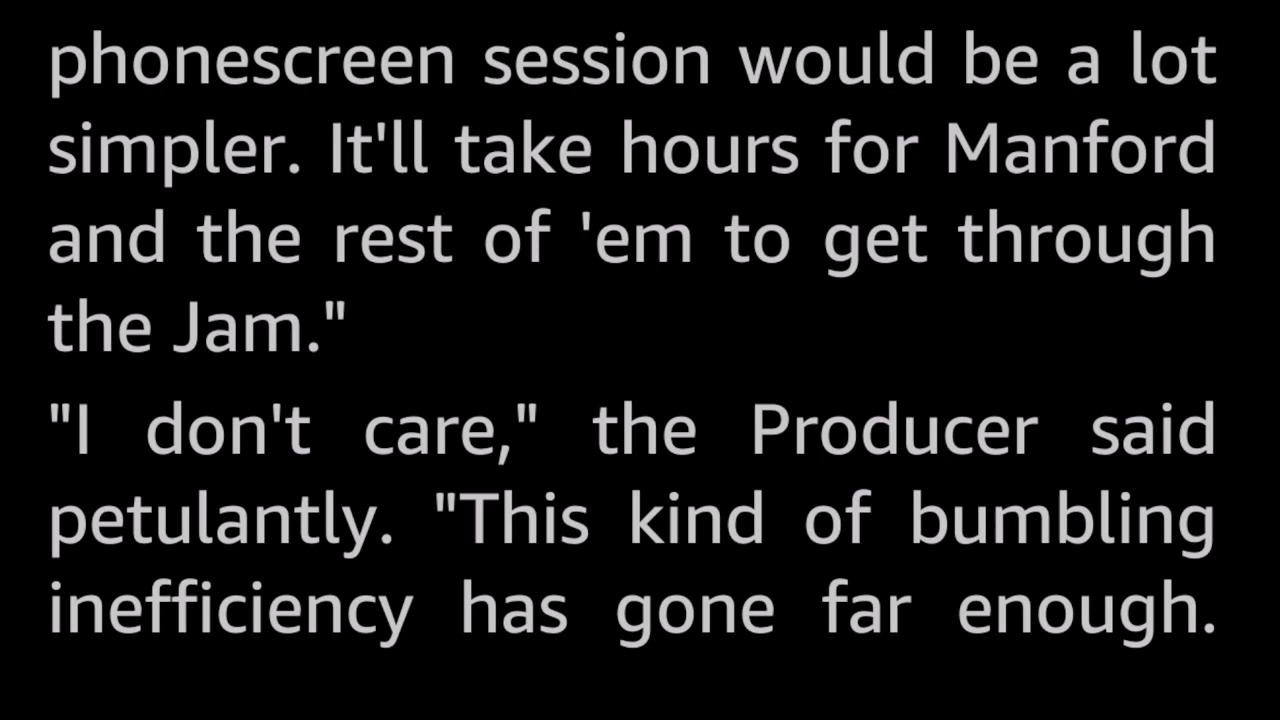 phonescreen session would be a lot
simpler. It'll take hours for Manford
and the rest of 'em to get through
the Jam."
"I don't care," the Producer said
petulantly. "This kind of bumbling
inefficiency has gone far enough.